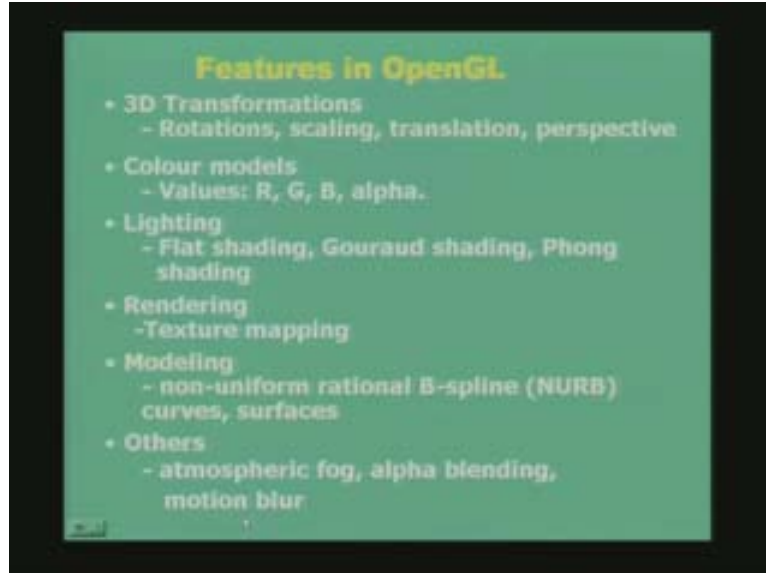 Features in OpenGL
• 3D Transformations
- Rotations, scaling, translation, perspective
• Colour models
- Values: R, G, B, alpha.
• Lighting
- Flat shading, Gouraud shading, Phong
shading
• Rendering
-Texture mapping
• Modeling
- non-uniform rational B-spline (NURB)
curves, surfaces
• Others
- atmospheric fog, alpha blending,
motion blur